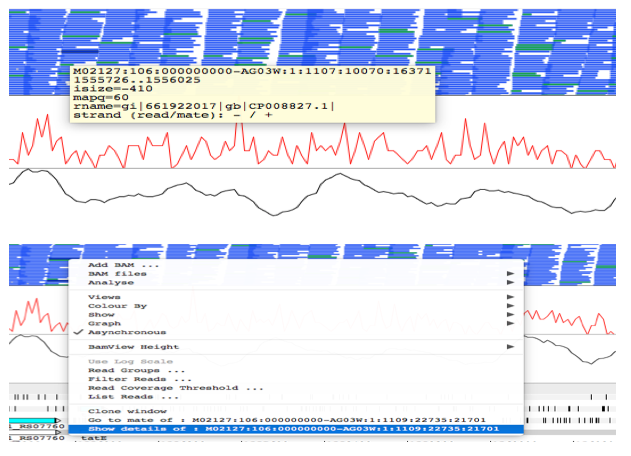 M02127:106:000000000-AG03W:1:1107:10070:16371
1555726..1556025
isize=-410
mapq=60
rname=gi|661922017|gb|CP008827.1|
strand (read/mate): - / +
Add BAM ...
BAM files
Analyse
Views
Colour By
Show
Graph
✓ Asynchronous
BamView Height
Use Log Scale
Read Groups ...
Filter Reads ...
Read Coverage Threshold ...
List Reads ...
Clone window
Go to mate of : M02127:106:000000000-AG03W:1:1109:22735:21701
Show details of : M02127:106:000000000-AG03W:1:1109:22735:21701
_RS07760
_RS07760
tatE